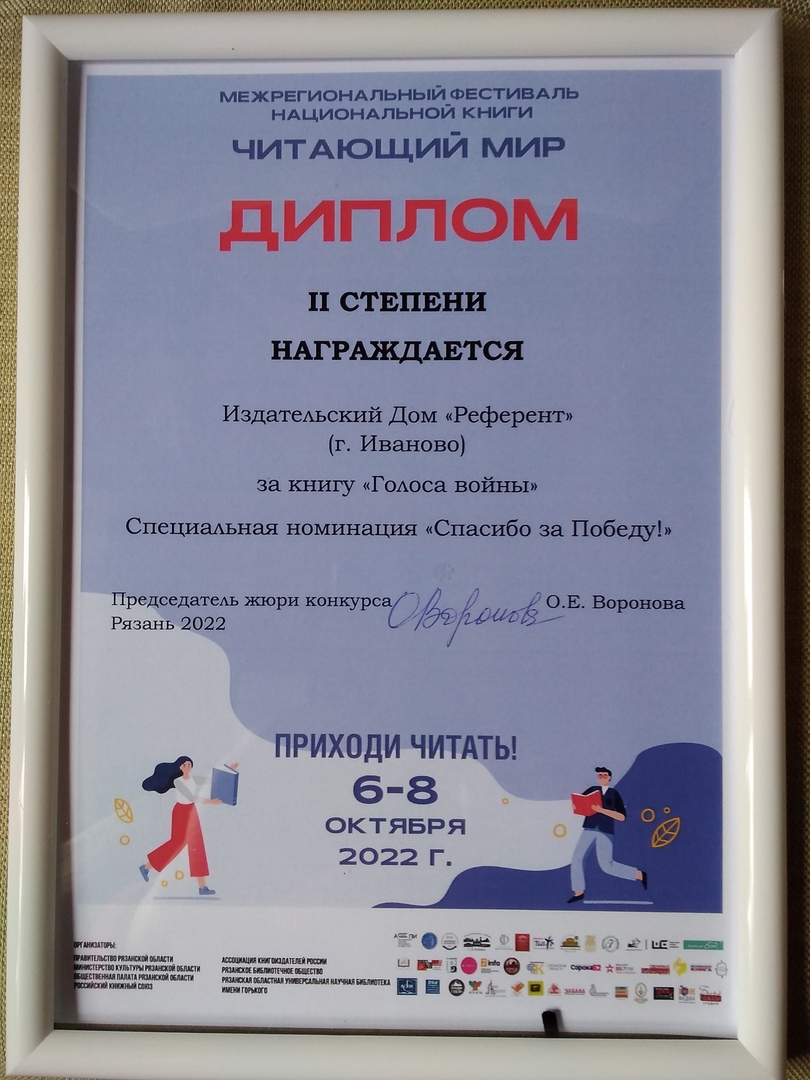 МЕЖРЕГИОНАЛЬНЫЙ ФЕСТИВАЛЬ
НАЦИОНАЛЬНОЙ КНИГИ
ЧИТАЮЩИЙ МИР
ДИПЛОМ
II СТЕПЕНИ
НАГРАЖДАЕТСЯ
Издательский Дом «Референт»
(г. Иваново)
за книгу «Голоса войны»
Специальная номинация «Спасибо за Победу!»
Председатель жюри конкурса О.Е. Воронова
Рязань 2022
ПРИХОДИ ЧИТАТЬ!
6-8
ОКТЯБРЯ
2022 Г.
ОРГАНИЗАТОРЫ:
ПРАВИТЕЛЬСТВО РЯЗАНСКОЙ ОБЛАСТИ
МИНИСТЕРСТВО КУЛЬТУРЫ РЯЗАНСКОЙ ОБЛАСТИ
ОБЩЕСТВЕННАЯ ПАЛАТА РЯЗАНСКОЙ ОБЛАСТИ
РОССИЙСКИЙ КНИЖНЫЙ СОЮЗ
АССОЦИАЦИЯ КНИГОИЗДАТЕЛЕЙ РОССИИ
РЯЗАНСКОЕ БИБЛИОТЕЧНОЕ ОБЩЕСТВО
РЯЗАНСКАЯ ОБЛАСТНАЯ УНИВЕРСАЛЬНАЯ НАУЧНАЯ БИБЛИОТЕКА
ИМЕНИ ГОРЬКОГО